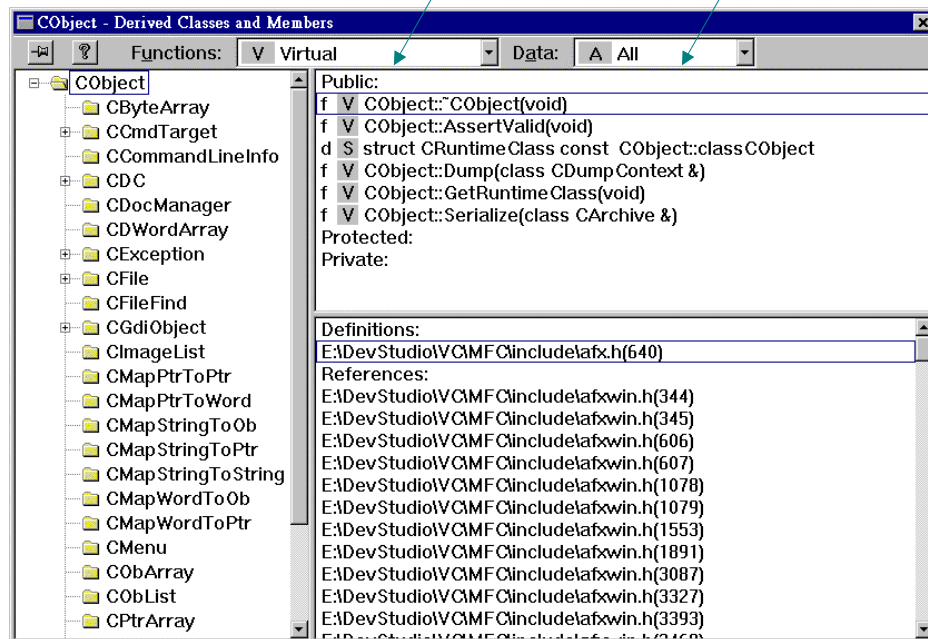 CObject - Derived Classes and Members
Functions: V Virtual Data: A All
CObject
CByteArray
CCmdTarget
CCommandLineInfo
CDC
CDocManager
CDWordArray
CException
CFile
CFileFind
CGdiObject
CImageList
CMapPtrToPtr
CMapPtrToWord
CMapStringToOb
CMapStringToPtr
CMapStringToString
CMapWordToOb
CMapWordToPtr
CMenu
CObArray
CObList
CPtrArray
Public:
f V CObject::~CObject(void)
f V CObject::AssertValid(void)
d S struct CRuntimeClass const CObject::classCObject
f V CObject::Dump(class CDumpContext &)
f V CObject::GetRuntimeClass(void)
f V CObject::Serialize(class CArchive &)
Protected:
Private:
Definitions:
E:\DevStudio\VC\MFC\include\afx.h(640)
References:
E:\DevStudio\VC\MFC\include\afxwin.h(344)
E:\DevStudio\VC\MFC\include\afxwin.h(345)
E:\DevStudio\VC\MFC\include\afxwin.h(606)
E:\DevStudio\VC\MFC\include\afxwin.h(607)
E:\DevStudio\VC\MFC\include\afxwin.h(1078)
E:\DevStudio\VC\MFC\include\afxwin.h(1079)
E:\DevStudio\VC\MFC\include\afxwin.h(1553)
E:\DevStudio\VC\MFC\include\afxwin.h(1891)
E:\DevStudio\VC\MFC\include\afxwin.h(3087)
E:\DevStudio\VC\MFC\include\afxwin.h(3327)
E:\DevStudio\VC\MFC\include\afxwin.h(3393)